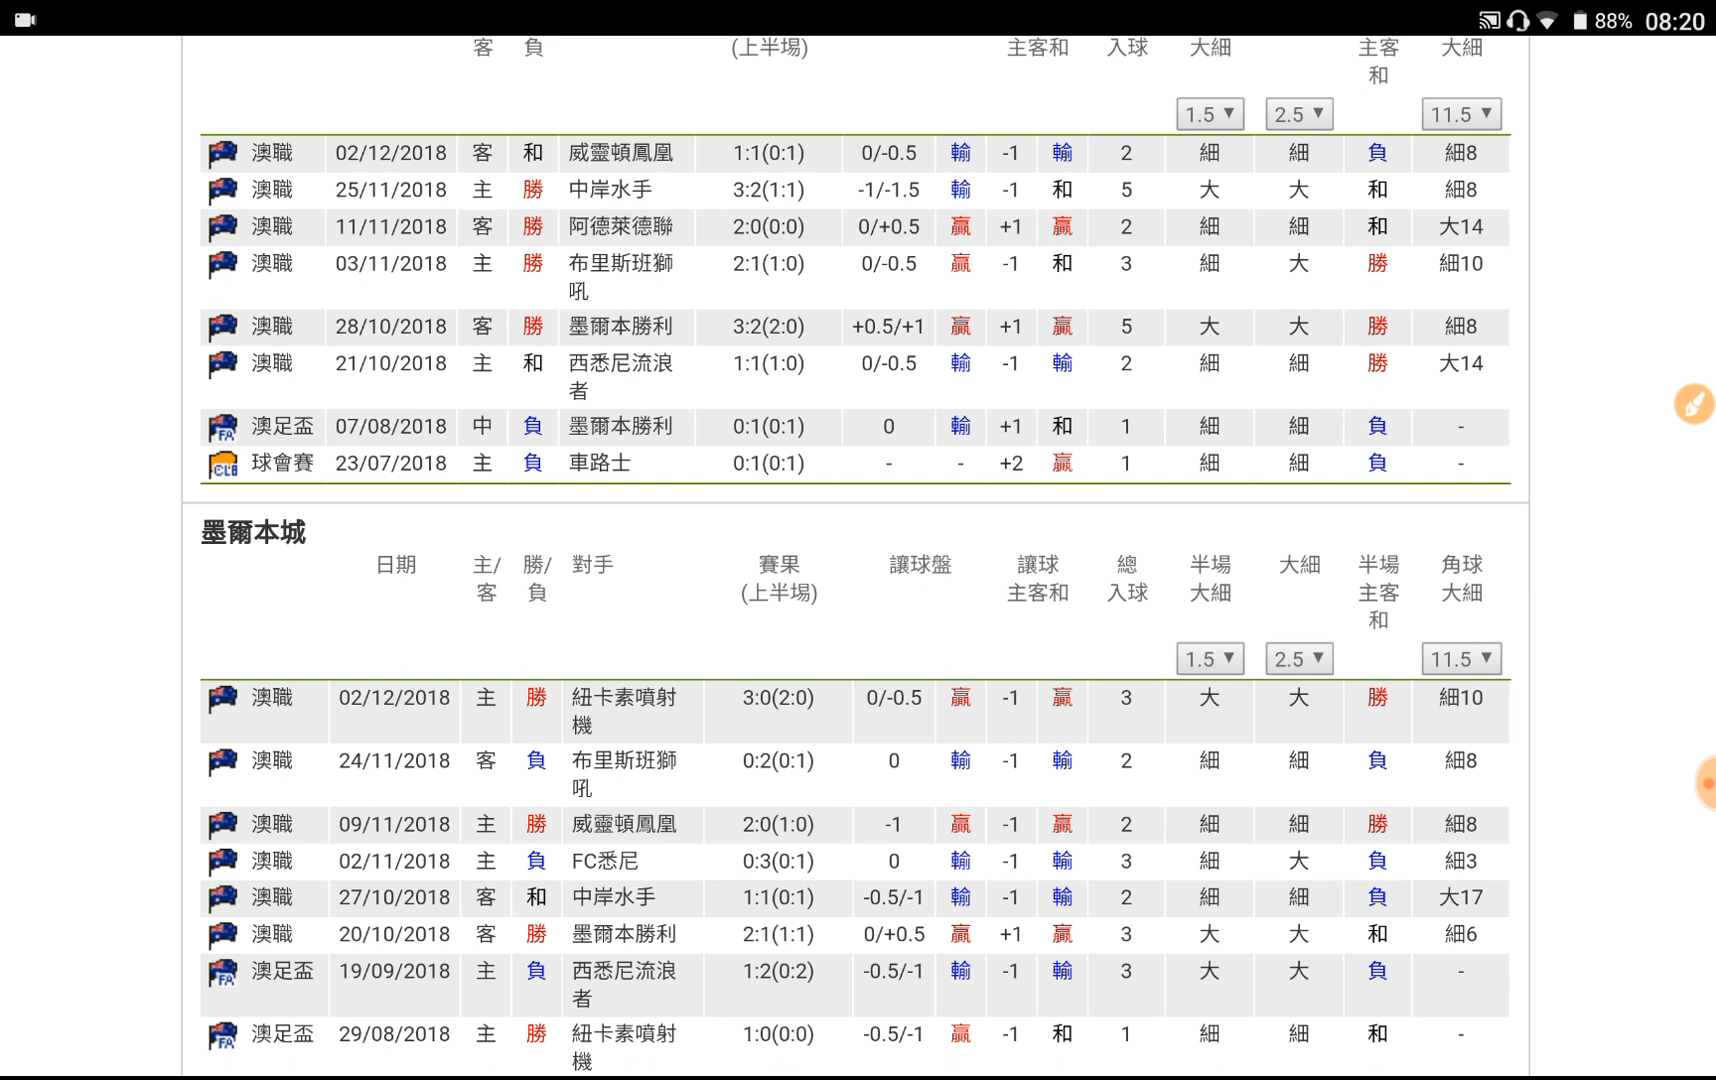 88% 08:20
客 負 (上半場) 主客和 入球 大細 主客 大細
和
1.5 ▼ 2.5 ▼ 11.5 ▼
澳職 02/12/2018 客 和 威靈頓鳳凰 1:1(0:1) 0/-0.5 輸 -1 輸 2 細 細 負 細8
澳職 25/11/2018 主 勝 中岸水手 3:2(1:1) -1/-1.5 輸 -1 和 5 大 大 和 細8
澳職 11/11/2018 客 勝 阿德萊德聯 2:0(0:0) 0/+0.5 贏 +1 贏 2 細 細 和 大14
澳職 03/11/2018 主 勝 布里斯班獅 2:1(1:0) 0/-0.5 贏 -1 和 3 細 大 勝 細10
吼
澳職 28/10/2018 客 勝 墨爾本勝利 3:2(2:0) +0.5/+1 贏 +1 贏 5 大 大 勝 細8
澳職 21/10/2018 主 和 西悉尼流浪 1:1(1:0) 0/-0.5 輸 -1 輸 2 細 細 勝 大14
者
FA 澳足盃 07/08/2018 中 負 墨爾本勝利 0:1(0:1) 0 輸 +1 和 1 細 細 負 -
CLB 球會賽 23/07/2018 主 負 車路士 0:1(0:1) - - +2 贏 1 細 細 負 -
墨爾本城
日期 主/ 勝/ 對手 賽果 讓球盤 讓球 總 半場 大細 半場 角球
客 負 (上半場) 主客和 入球 大細 主客 大細
和
1.5 ▼ 2.5 ▼ 11.5 ▼
澳職 02/12/2018 主 勝 紐卡素噴射 3:0(2:0) 0/-0.5 贏 -1 贏 3 大 大 勝 細10
機
澳職 24/11/2018 客 負 布里斯班獅 0:2(0:1) 0 輸 -1 輸 2 細 細 負 細8
吼
澳職 09/11/2018 主 勝 威靈頓鳳凰 2:0(1:0) -1 贏 -1 贏 2 細 細 勝 細8
澳職 02/11/2018 主 負 FC悉尼 0:3(0:1) 0 輸 -1 輸 3 細 大 負 細3
澳職 27/10/2018 客 和 中岸水手 1:1(0:1) -0.5/-1 輸 -1 輸 2 細 細 負 大17
澳職 20/10/2018 客 勝 墨爾本勝利 2:1(1:1) 0/+0.5 贏 +1 贏 3 大 大 和 細6
FA 澳足盃 19/09/2018 主 負 西悉尼流浪 1:2(0:2) -0.5/-1 輸 -1 輸 3 大 大 負 -
者
FA 澳足盃 29/08/2018 主 勝 紐卡素噴射 1:0(0:0) -0.5/-1 贏 -1 和 1 細 細 和 -
機